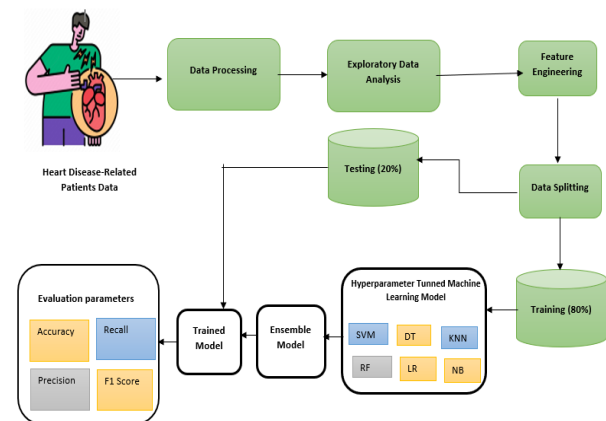 Heart Disease-Related
Patients Data
Data Processing
Exploratory Data
Analysis
Feature
Engineering
Data Splitting
Testing (20%)
Training (80%)
Hyperparameter Tunned Machine
Learning Model
SVM
DT
KNN
RF
LR
NB
Ensemble
Model
Trained
Model
Evaluation parameters
Accuracy
Recall
Precision
F1 Score